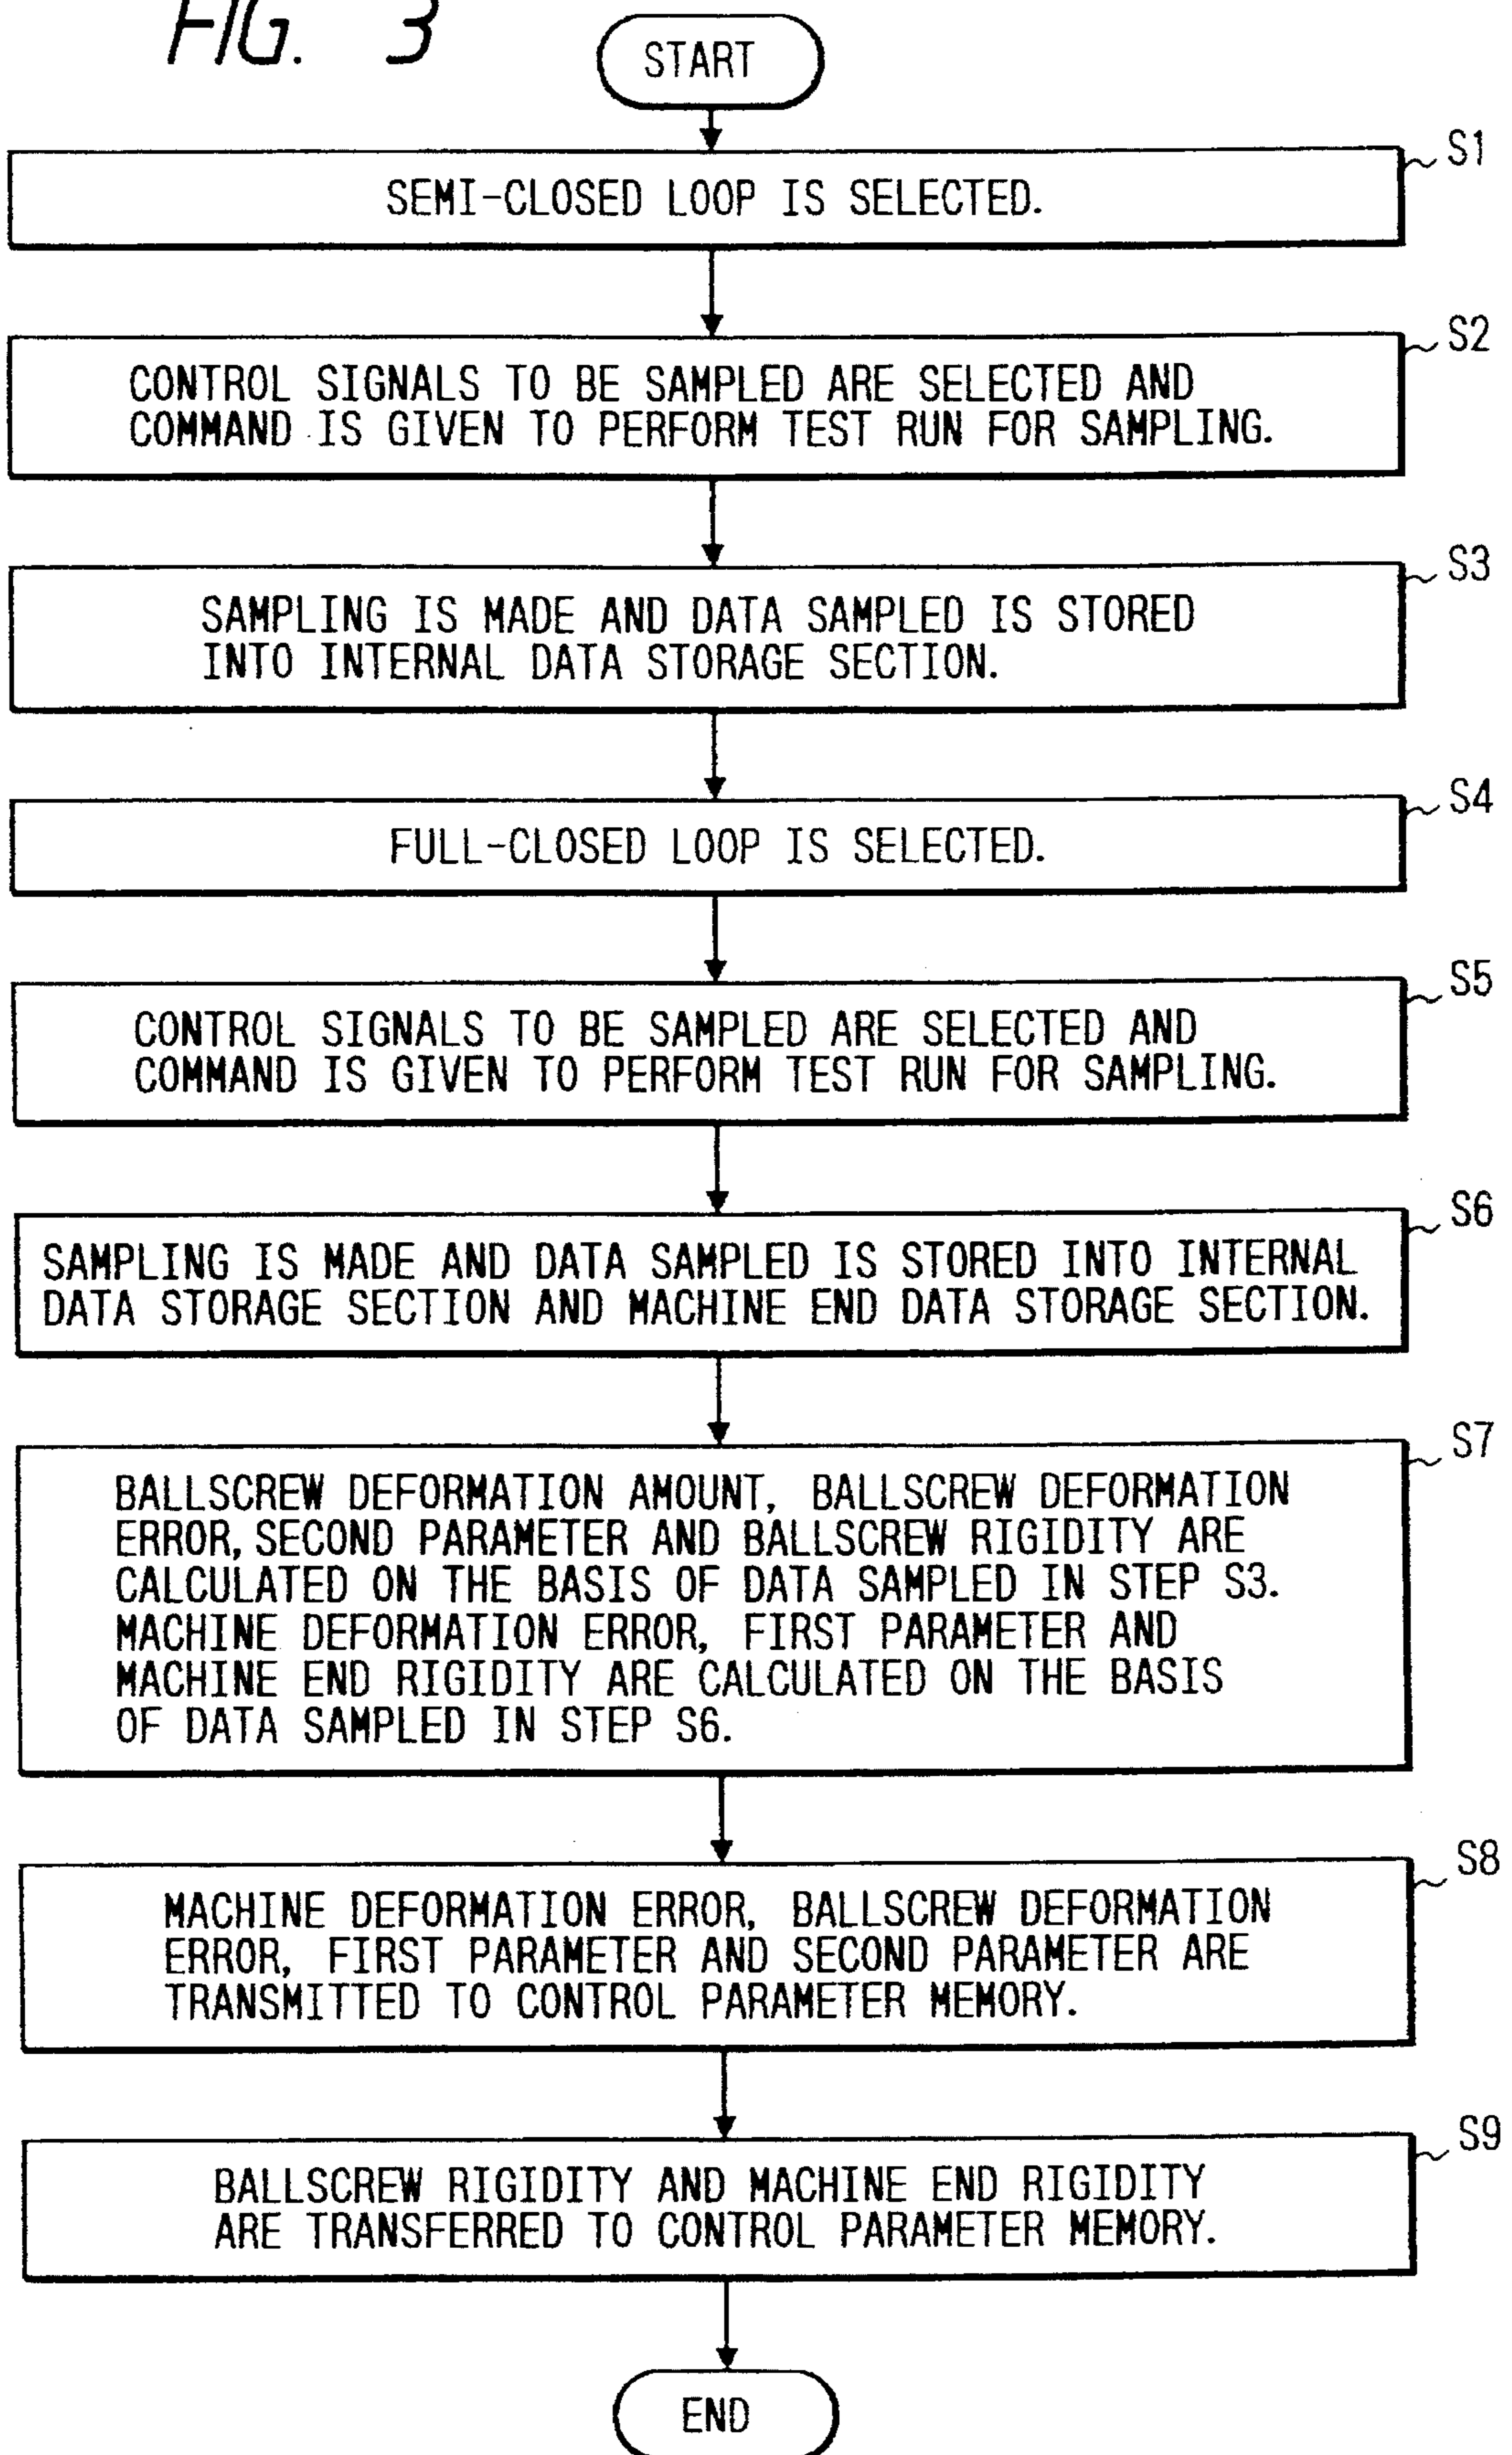 FIG. 3
START
S1
SEMI-CLOSED LOOP IS SELECTED.
S2
CONTROL SIGNALS TO BE SAMPLED ARE SELECTED AND
COMMAND IS GIVEN TO PERFORM TEST RUN FOR SAMPLING.
S3
SAMPLING IS MADE AND DATA SAMPLED IS STORED
INTO INTERNAL DATA STORAGE SECTION.
S4
FULL-CLOSED LOOP IS SELECTED.
S5
CONTROL SIGNALS TO BE SAMPLED ARE SELECTED AND
COMMAND IS GIVEN TO PERFORM TEST RUN FOR SAMPLING.
S6
SAMPLING IS MADE AND DATA SAMPLED IS STORED INTO INTERNAL
DATA STORAGE SECTION AND MACHINE END DATA STORAGE SECTION.
S7
BALLSCREW DEFORMATION AMOUNT, BALLSCREW DEFORMATION
ERROR, SECOND PARAMETER AND BALLSCREW RIGIDITY ARE
CALCULATED ON THE BASIS OF DATA SAMPLED IN STEP S3.
MACHINE DEFORMATION ERROR, FIRST PARAMETER AND
MACHINE END RIGIDITY ARE CALCULATED ON THE BASIS
OF DATA SAMPLED IN STEP S6.
S8
MACHINE DEFORMATION ERROR, BALLSCREW DEFORMATION
ERROR, FIRST PARAMETER AND SECOND PARAMETER ARE
TRANSMITTED TO CONTROL PARAMETER MEMORY.
S9
BALLSCREW RIGIDITY AND MACHINE END RIGIDITY
ARE TRANSFERRED TO CONTROL PARAMETER MEMORY.
END